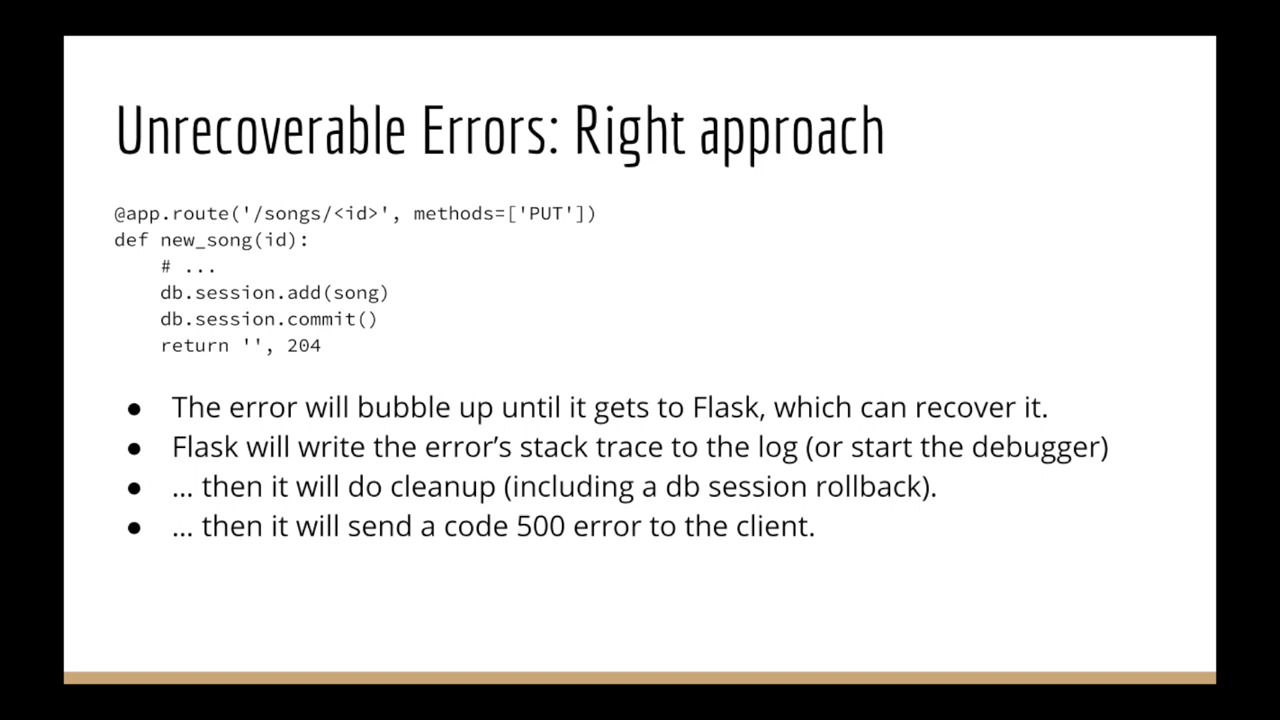 Unrecoverable Errors: Right approach
@app.route('/songs/<id>', methods=['PUT'])
def new_song(id):
    # ...
    db.session.add(song)
    db.session.commit()
    return '', 204
● The error will bubble up until it gets to Flask, which can recover it.
● Flask will write the error’s stack trace to the log (or start the debugger)
● … then it will do cleanup (including a db session rollback).
● … then it will send a code 500 error to the client.